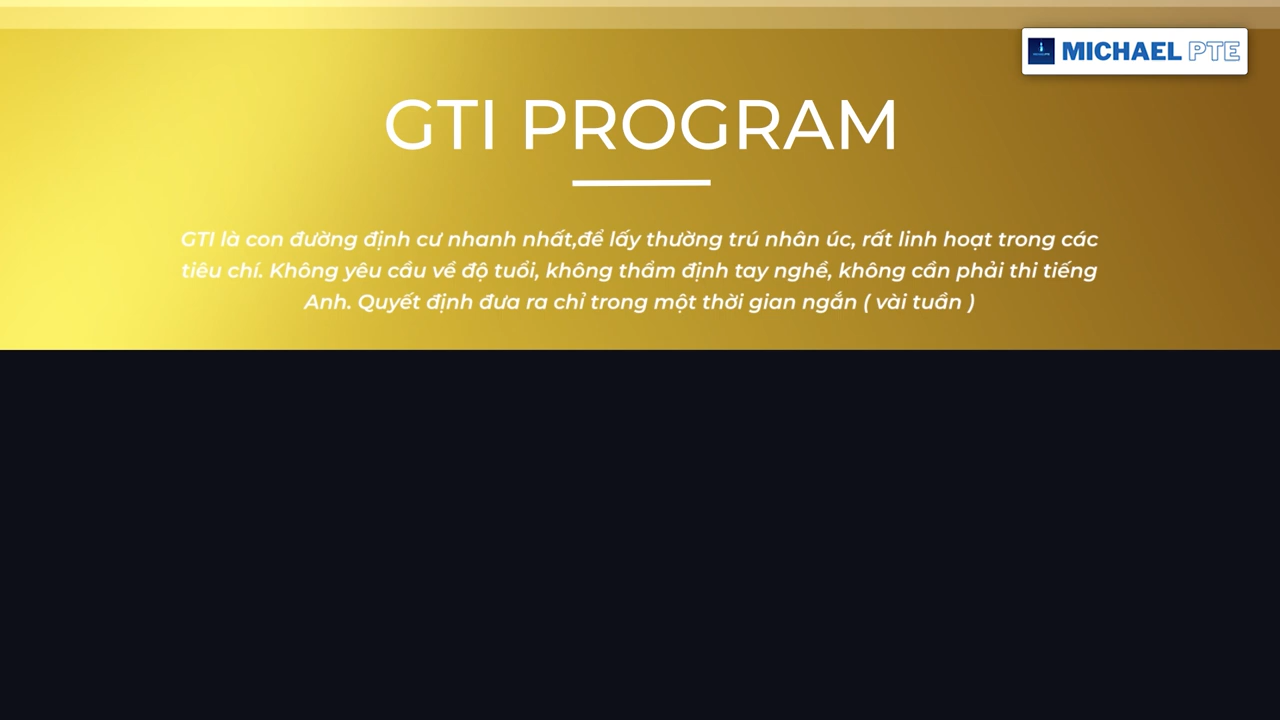 MICHAEL PTE
GTI PROGRAM
GTI là con đường định cư nhanh nhất,để lấy thường trú nhân úc, rất linh hoạt trong các
tiêu chí. Không yêu cầu về độ tuổi, không thẩm định tay nghề, không cần phải thi tiếng
Anh. Quyết định đưa ra chỉ trong một thời gian ngắn ( vài tuần )